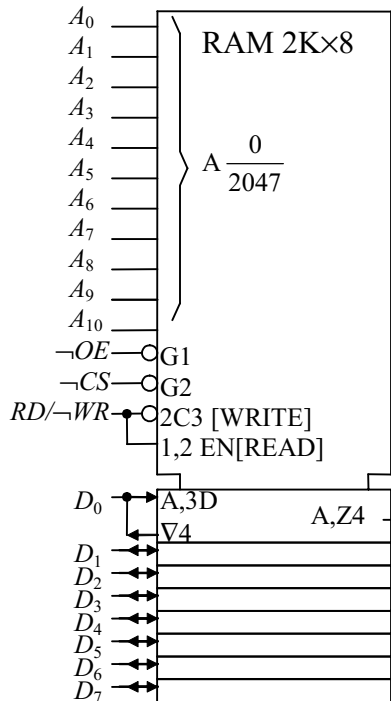 A0
RAM 2K×8
A1
A2
A3
A4
A 0/2047
A5
A6
A7
A8
A9
A10
¬OE G1
¬CS G2
RD/¬WR 2C3 [WRITE]
1,2 EN[READ]
D0 A,3D
A,Z4
∇4
D1
D2
D3
D4
D5
D6
D7